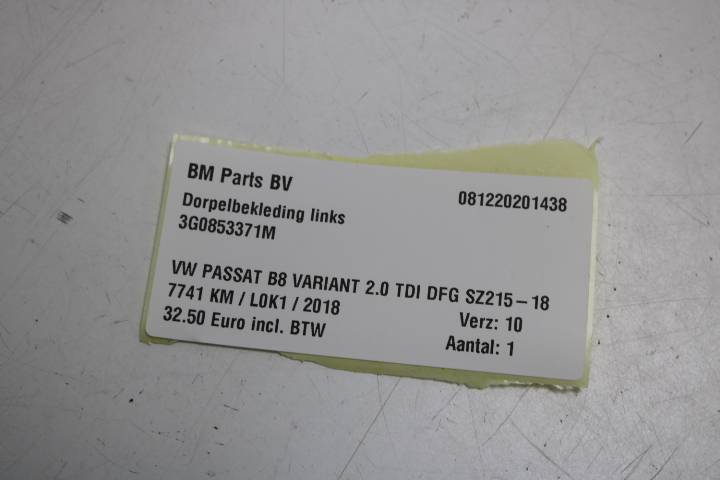 BM Parts BV 081220201438
Dorpelbekleding links
3G0853371M
VW PASSAT B8 VARIANT 2.0 TDI DFG SZ215-18
7741 KM / L0K1 / 2018 Verz: 10
32.50 Euro incl. BTW Aantal: 1